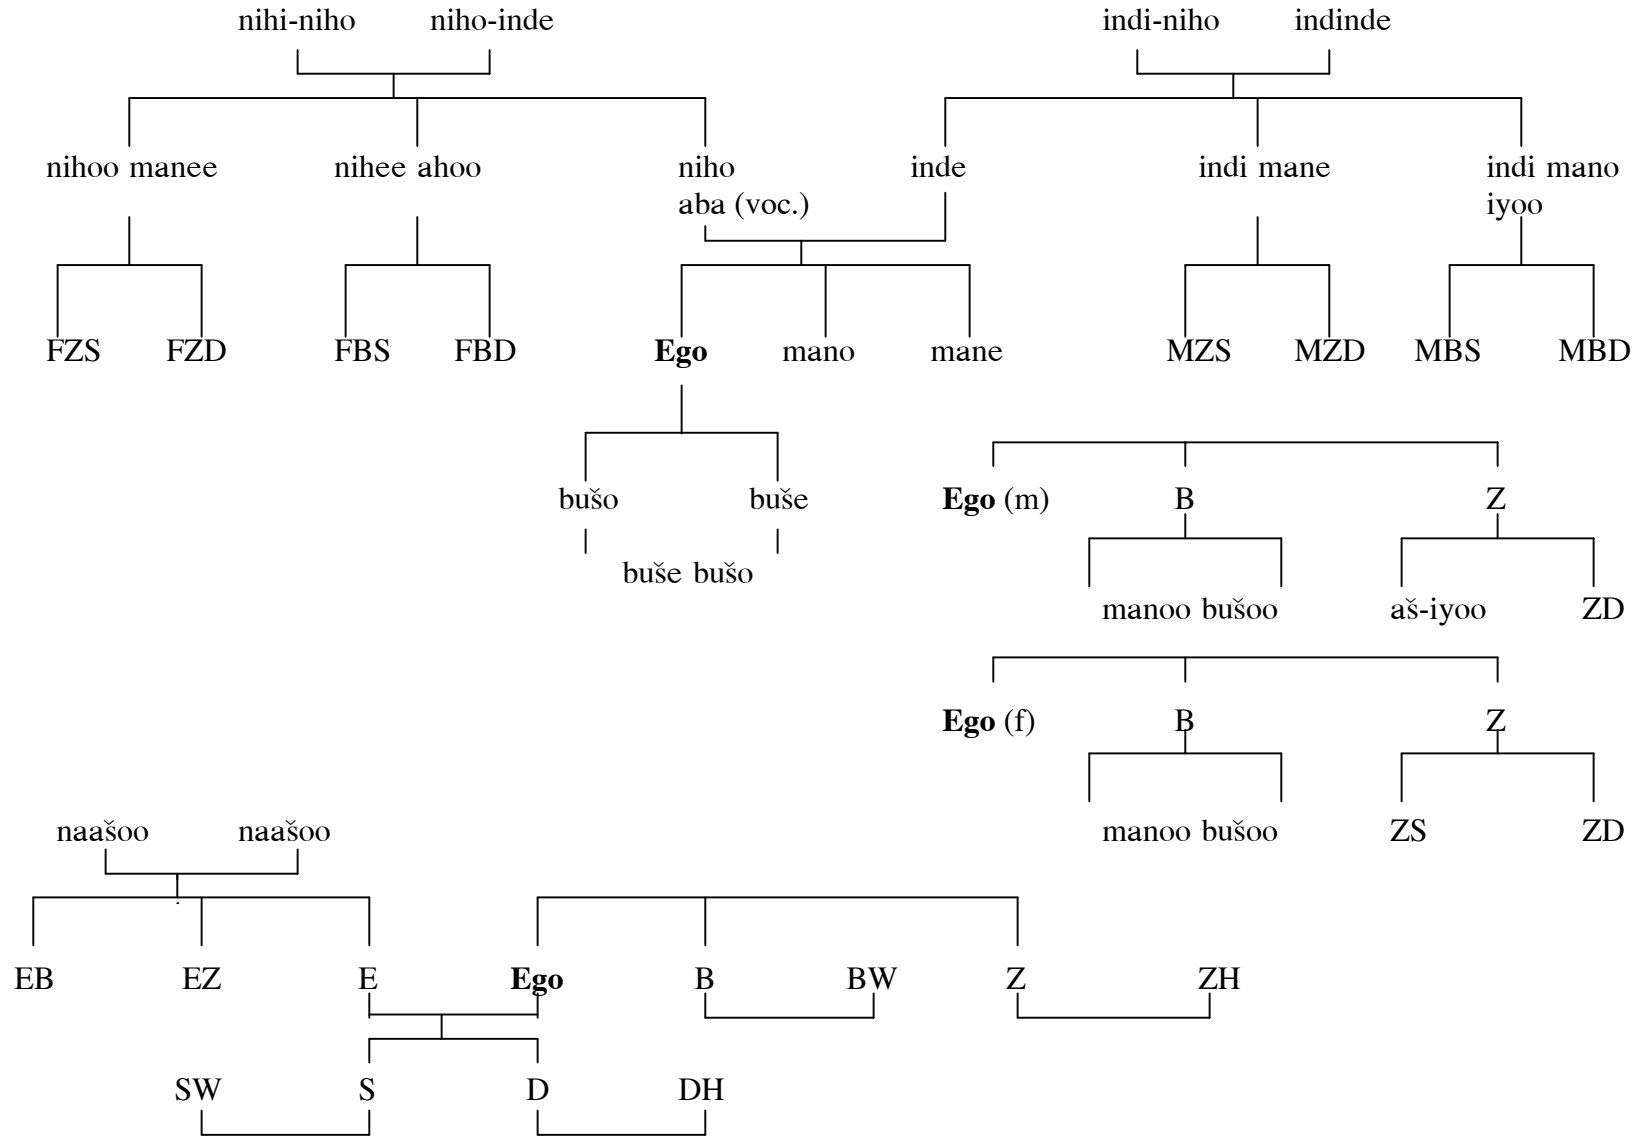 nihi-niho niho-inde indi-niho indinde
nihoo manee nihee ahoo niho inde indi mane indi mano
aba (voc.) iyoo
FZS FZD FBS FBD Ego mano mane MZS MZD MBS MBD
bušo buše Ego (m) B Z
buše bušo
manoo bušoo aš-iyoo ZD
Ego (f) B Z
naašoo naašoo manoo bušoo ZS ZD
EB EZ E Ego B BW Z ZH
SW S D DH